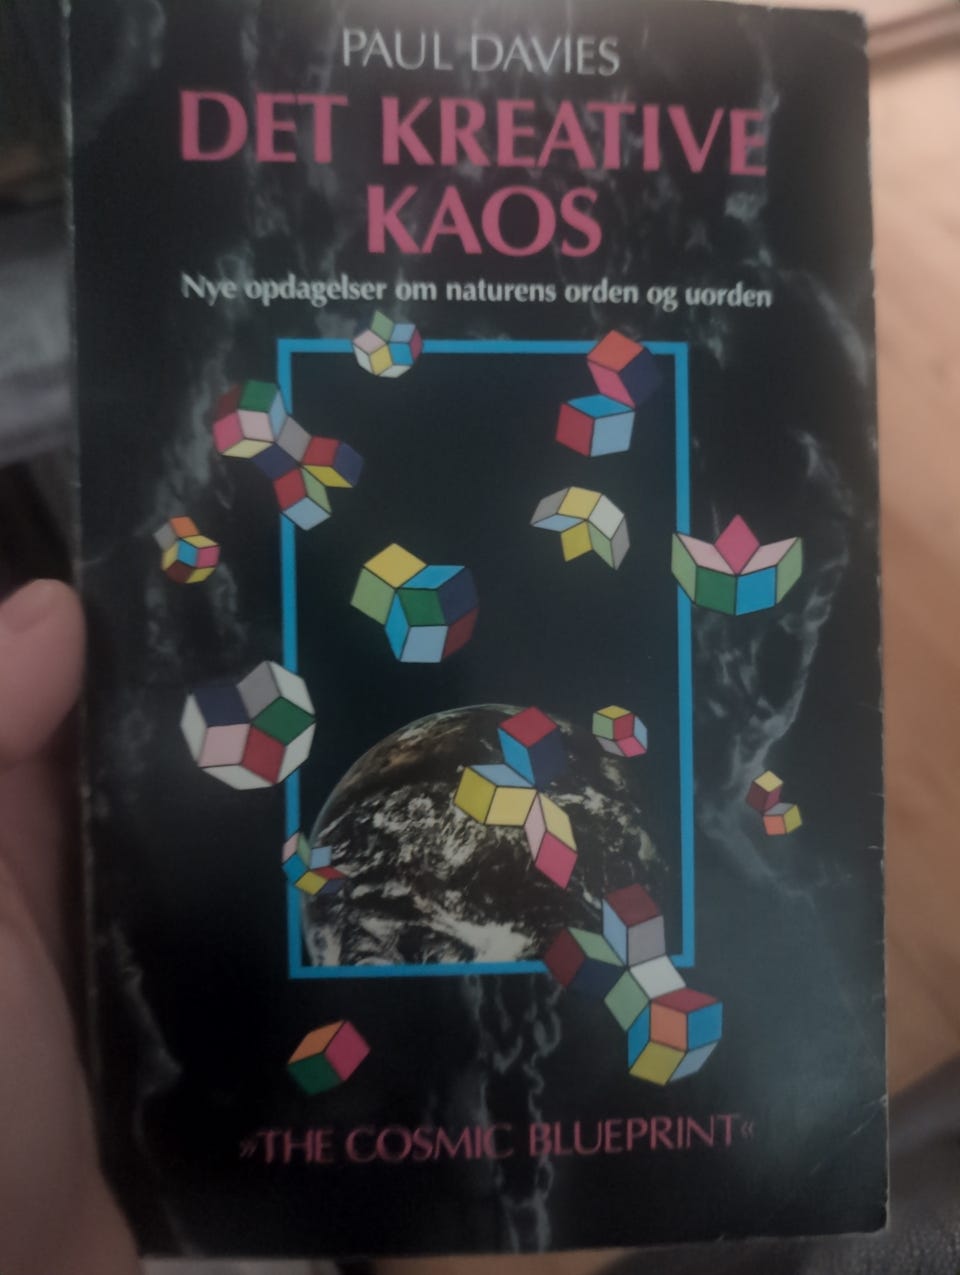 PAUL DAVIES
DET KREATIVE
KAOS
Nye opdagelser om naturens orden og uorden
»THE COSMIC BLUEPRINT«